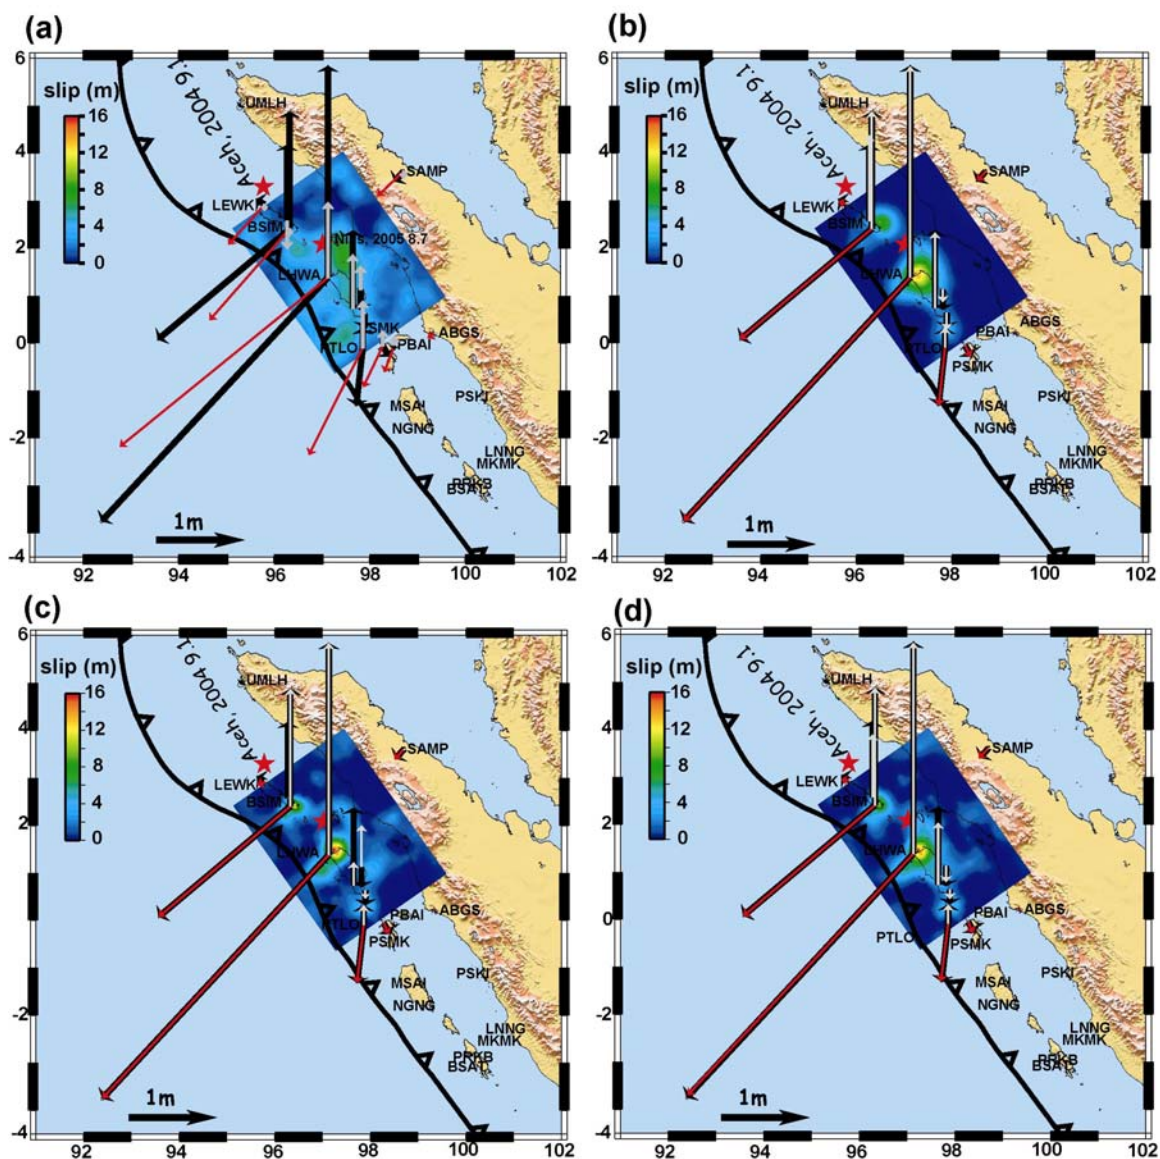 (a)
6
4
2
0
-2
-4
92
94
96
98
100
102
slip (m)
16
12
8
4
0
Aceh, 2004 9.1
UMLH
SAMP
LEWK
BSIM
Nias, 2005 8.7
LHWA
SMK
ABGS
PTLO
PBAI
MSAI
PSKI
NGNG
LNNG
MKMK
PRKB
BSAT
1m
(b)
6
4
2
0
-2
-4
92
94
96
98
100
102
slip (m)
16
12
8
4
0
Aceh, 2004 9.1
UMLH
SAMP
LEWK
BSIM
LHWA
ABGS
PBAI
PTLO
PSMK
MSAI
PSKI
NGNG
LNNG
MKMK
PRKB
BSAT
1m
(c)
6
4
2
0
-2
-4
92
94
96
98
100
102
slip (m)
16
12
8
4
0
Aceh, 2004 9.1
UMLH
SAMP
LEWK
BSIM
LHWA
PBAI
ABGS
PTLO
PSMK
MSAI
PSKI
NGNG
LNNG
MKMK
PRKB
BSAT
1m
(d)
6
4
2
0
-2
-4
92
94
96
98
100
102
slip (m)
16
12
8
4
0
Aceh, 2004 9.1
UMLH
SAMP
LEWK
BSIM
LHWA
PBAI
ABGS
PTLO
PSMK
MSAI
PSKI
NGNG
LNNG
MKMK
PRKB
BSAT
1m